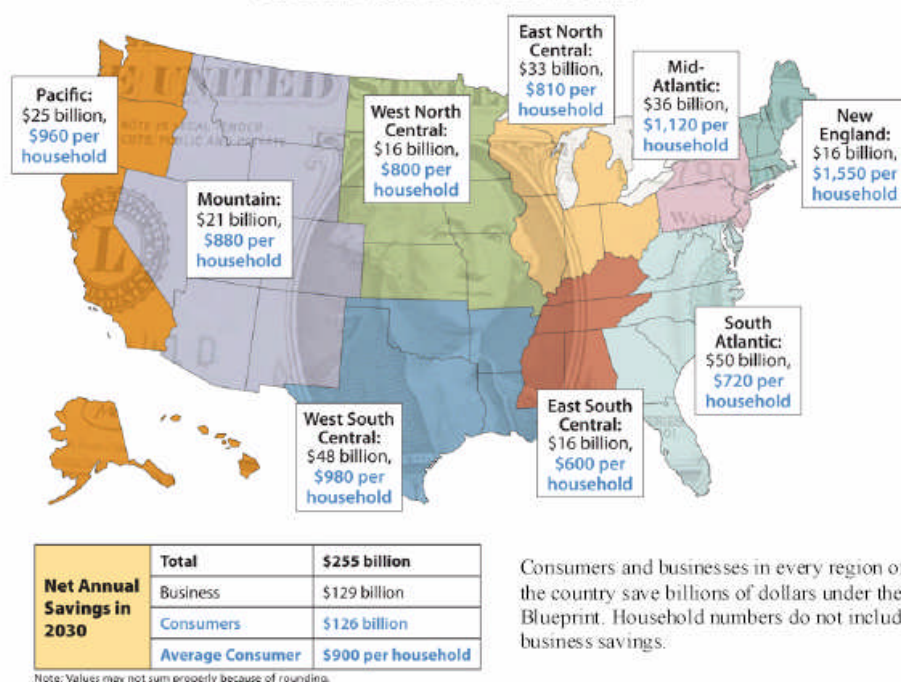 East North
Central:
$33 billion,
$810 per
household
Mid-
Atlantic:
$36 billion,
$1,120 per
household
New
England:
$16 billion,
$1,550 per
household
Pacific:
$25 billion,
$960 per
household
West North
Central:
$16 billion,
$800 per
household
Mountain:
$21 billion,
$880 per
household
South
Atlantic:
$50 billion,
$720 per
household
West South
Central:
$48 billion,
$980 per
household
East South
Central:
$16 billion,
$600 per
household
Net Annual
Savings in
2030
Total $255 billion
Business $129 billion
Consumers $126 billion
Average Consumer $900 per household
Note: Values may not sum properly because of rounding.
Consumers and businesses in every region o
the country save billions of dollars under the
Blueprint. Household numbers do not includ
business savings.